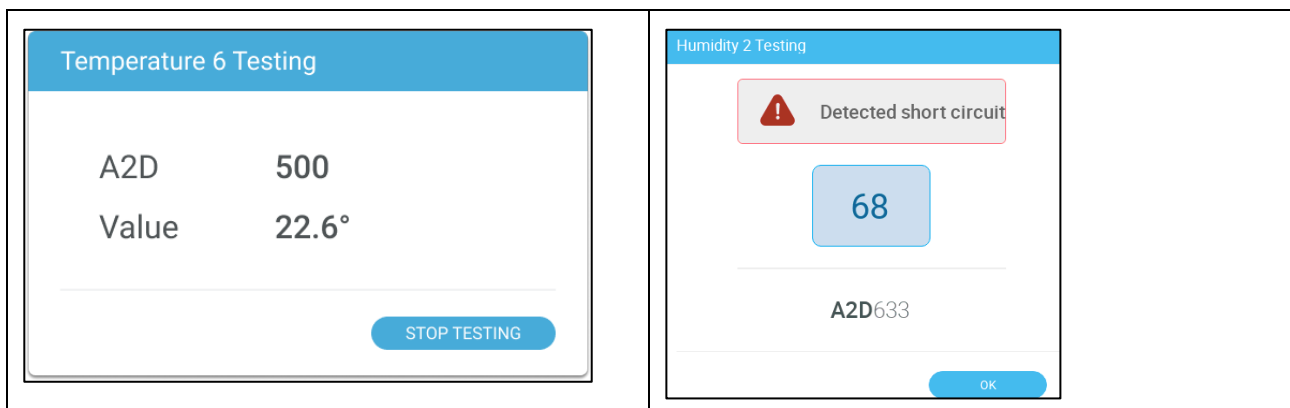 Temperature 6 Testing
A2D 500
Value 22.6°
STOP TESTING
Humidity 2 Testing
Detected short circuit
68
A2D633
OK